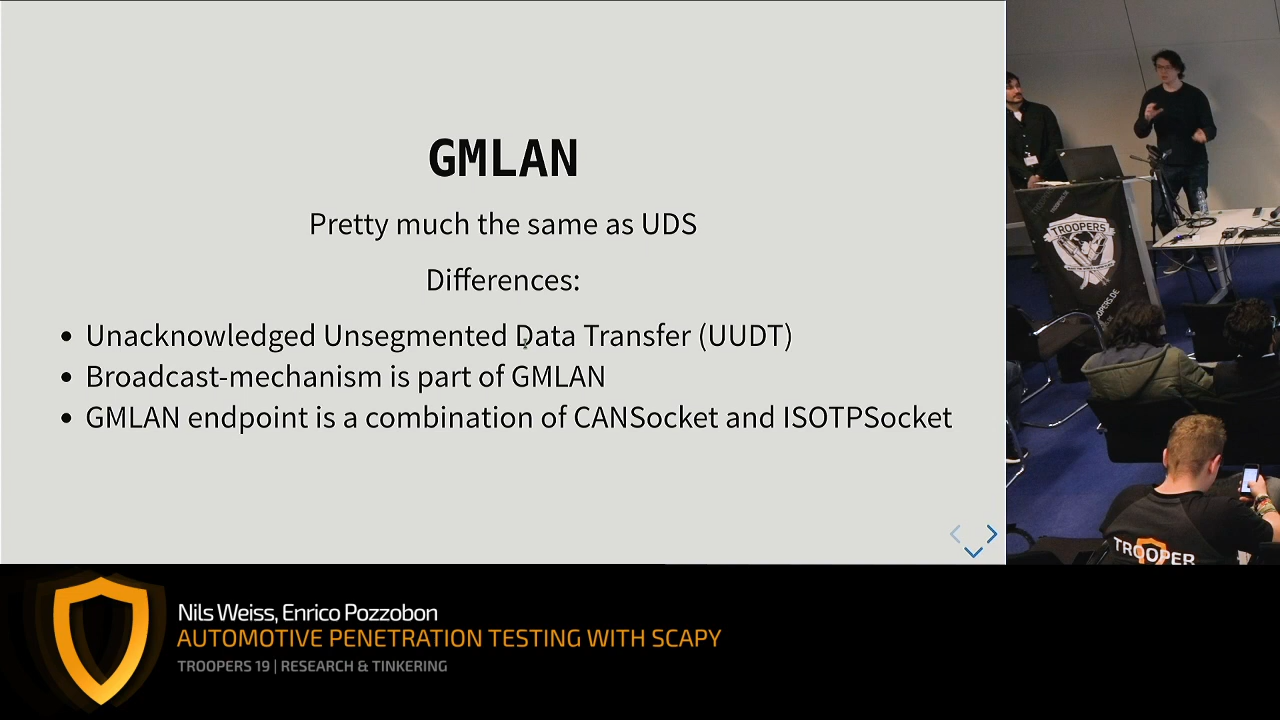 GMLAN
Pretty much the same as UDS
Differences:
• Unacknowledged Unsegmented Data Transfer (UUDT)
• Broadcast-mechanism is part of GMLAN
• GMLAN endpoint is a combination of CANSocket and ISOTPSocket
TROOPERS
TROOPER
Nils Weiss, Enrico Pozzobon
AUTOMOTIVE PENETRATION TESTING WITH SCAPY
TROOPERS 19 | RESEARCH & TINKERING